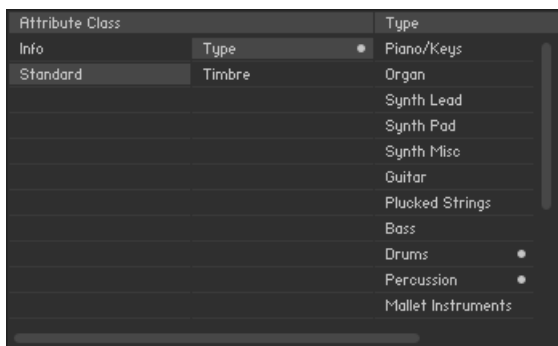 Attribute Class
Type
Info
Type
Piano/Keys
Standard
Timbre
Organ
Synth Lead
Synth Pad
Synth Misc
Guitar
Plucked Strings
Bass
Drums
Percussion
Mallet Instruments